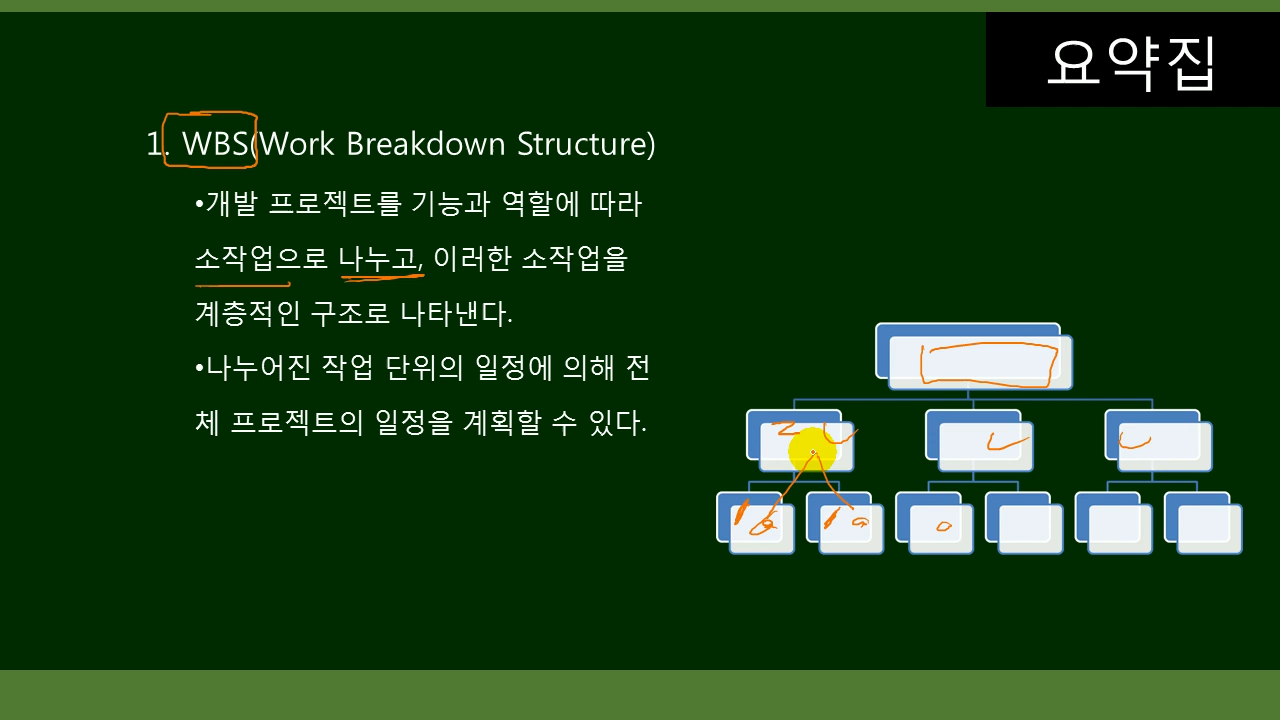 요약집
1. WBS(Work Breakdown Structure)
•개발 프로젝트를 기능과 역할에 따라
소작업으로 나누고, 이러한 소작업을
계층적인 구조로 나타낸다.
•나누어진 작업 단위의 일정에 의해 전
체 프로젝트의 일정을 계획할 수 있다.